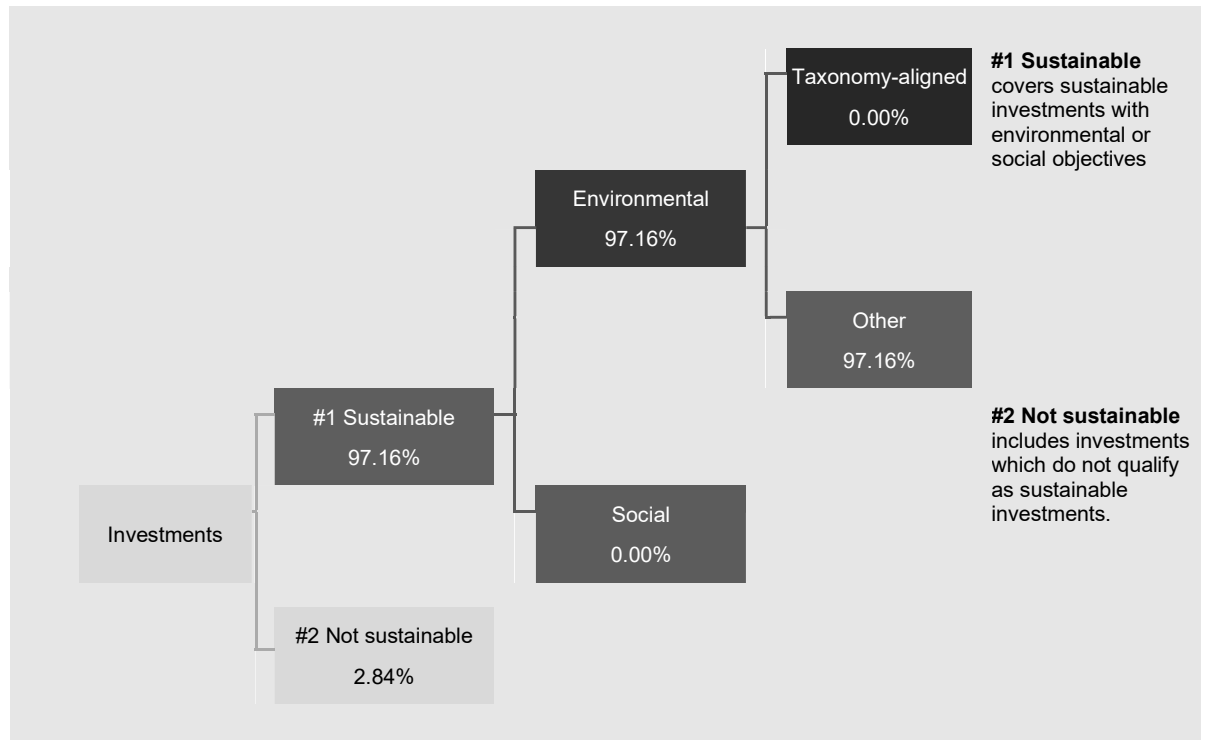 Taxonomy-aligned
0.00%
#1 Sustainable
covers sustainable
investments with
environmental or
social objectives
Environmental
97.16%
Other
97.16%
#1 Sustainable
97.16%
#2 Not sustainable
includes investments
which do not qualify
as sustainable
investments.
Investments
Social
0.00%
#2 Not sustainable
2.84%